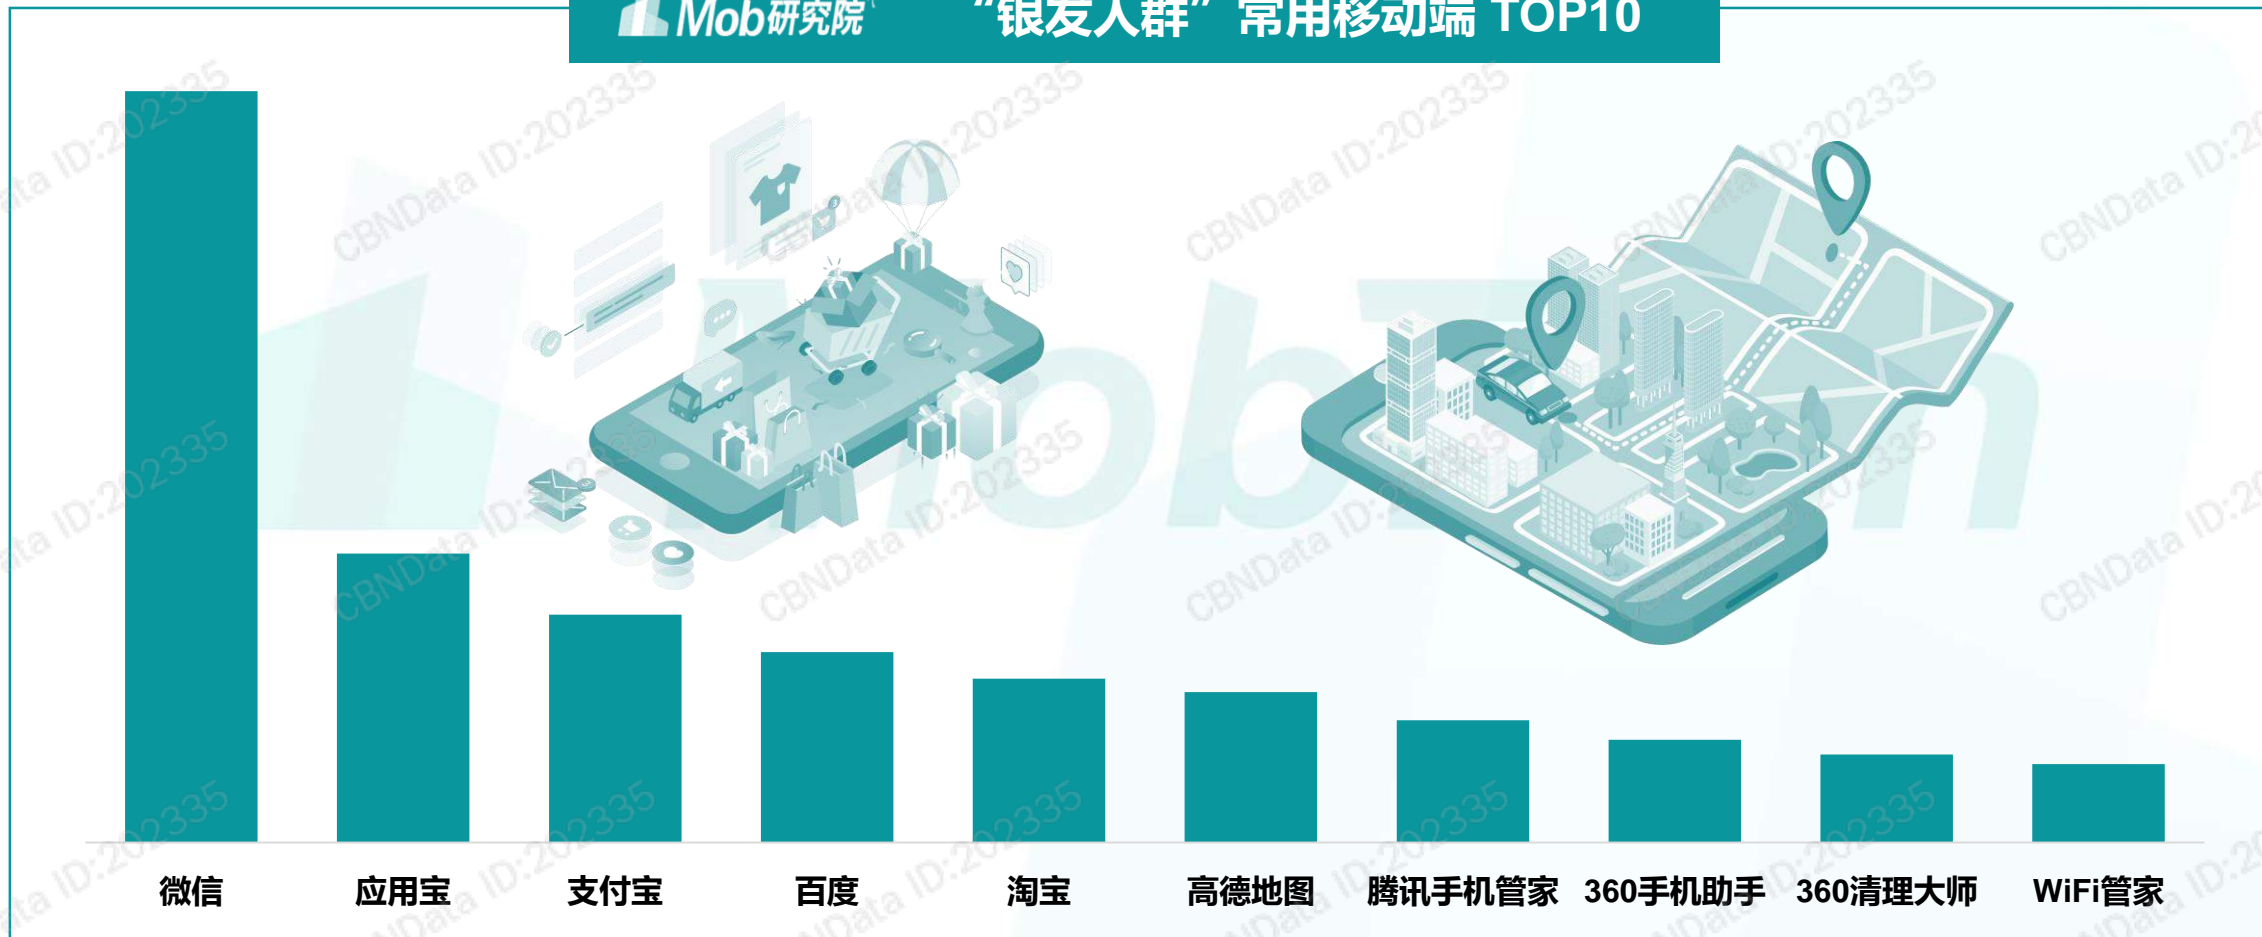 Mob研究院 “银发人群”常用移动端 TOP10
微信 应用宝 支付宝 百度 淘宝 高德地图 腾讯手机管家 360手机助手 360清理大师 WiFi管家
CBNData ID:202335